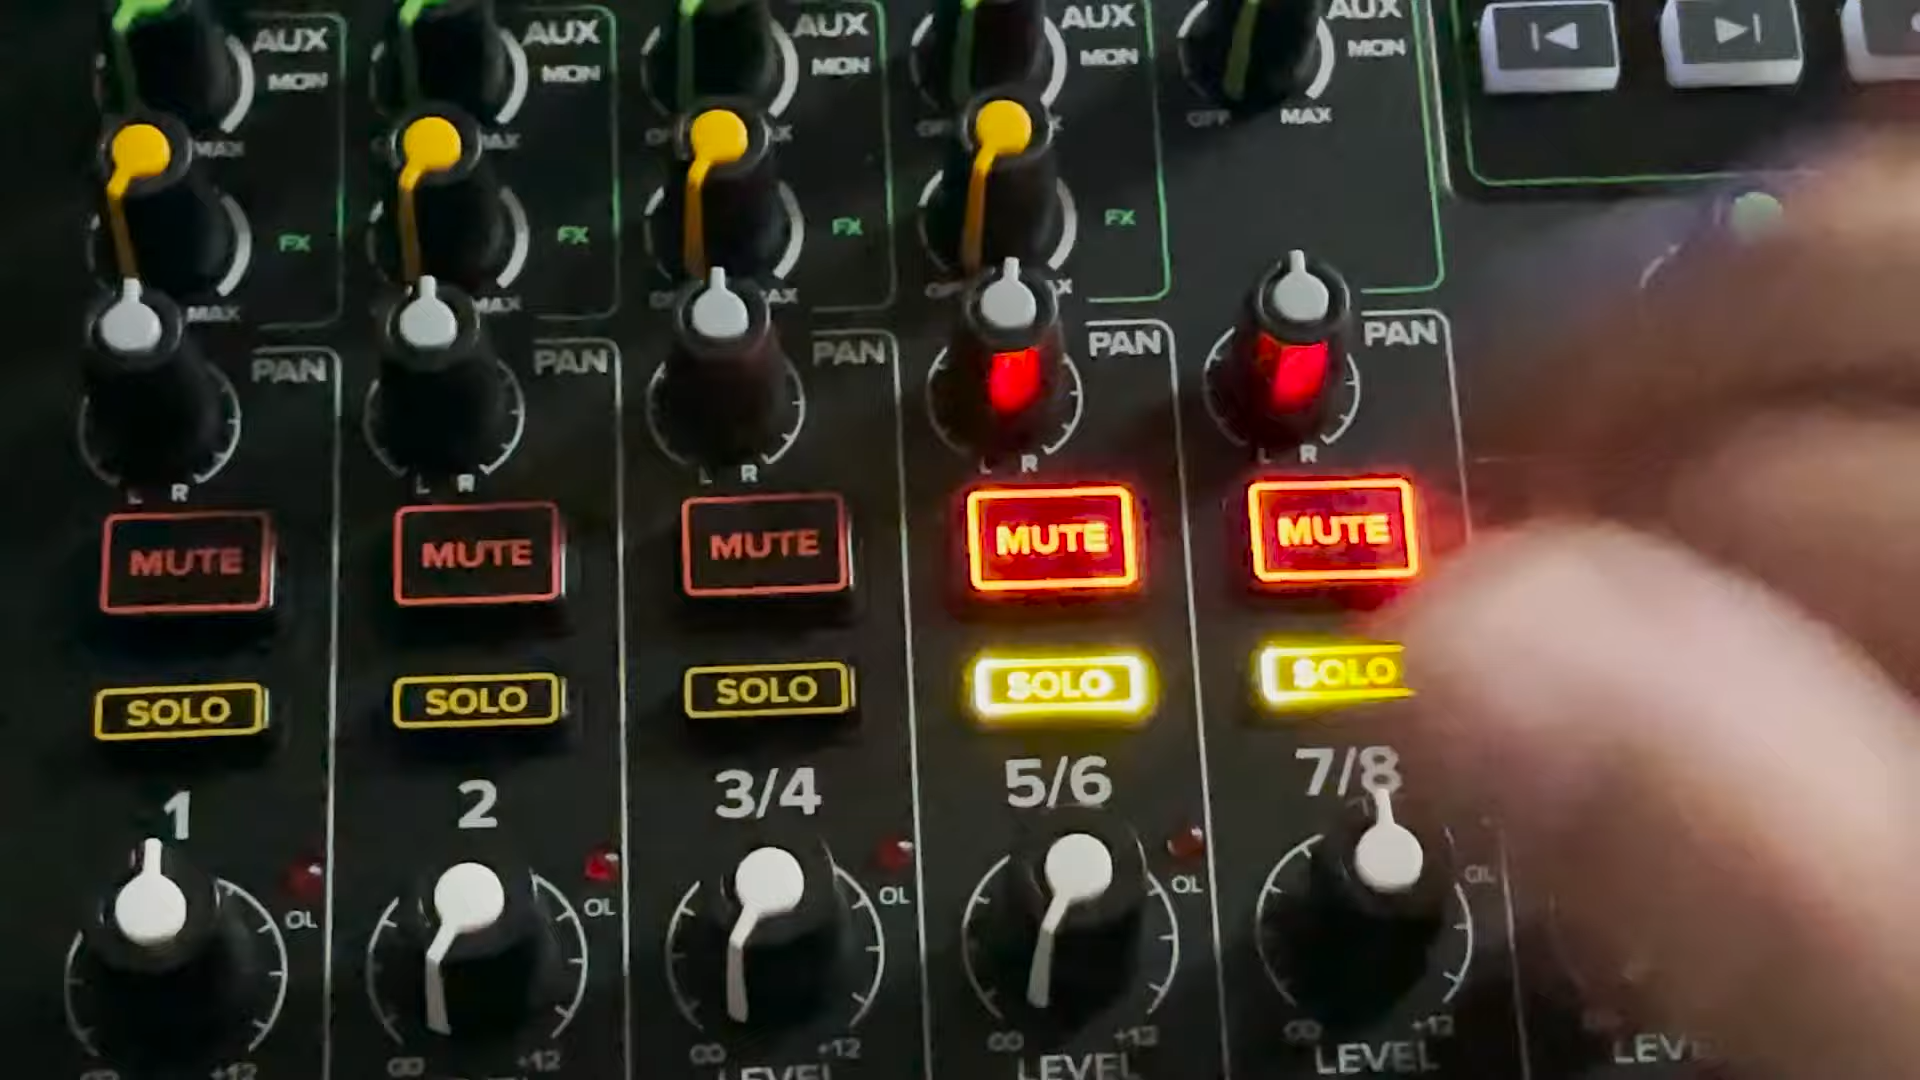 AUX AUX AUX AUX AUX
MON MON MON MON MON
OFF MAX
MAX
FX FX FX FX
MAX MAX
PAN PAN PAN PAN PAN
L R L R L R L R L R
MUTE MUTE MUTE MUTE MUTE
SOLO SOLO SOLO SOLO SOLO
1 2 3/4 5/6 7/8
OL OL OL OL OL
∞ +12 ∞ +12 ∞ +12 ∞ +12 ∞ +12
LEVEL LEVEL LEVEL